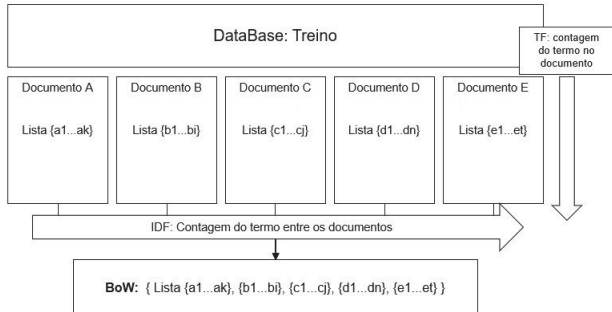 DataBase: Treino
TF: contagem
do termo no
documento
Documento A
Lista {a1...ak}
Documento B
Lista {b1...bi}
Documento C
Lista {c1...cj}
Documento D
Lista {d1...dn}
Documento E
Lista {e1...et}
IDF: Contagem do termo entre os documentos
BoW: { Lista {a1...ak}, {b1...bi}, {c1...cj}, {d1...dn}, {e1...et} }